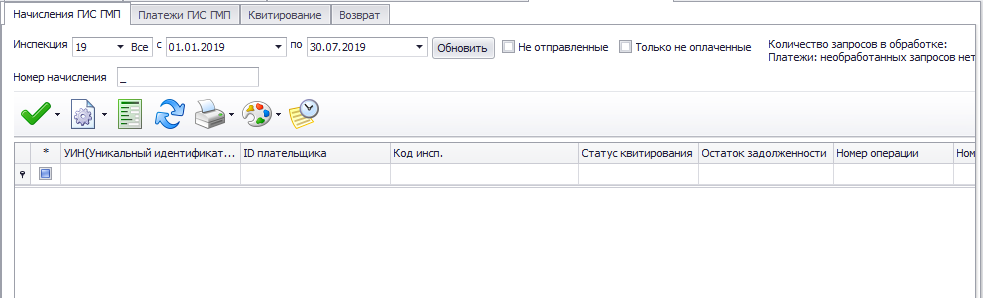 Начисления ГИС ГМП Платежи ГИС ГМП Квитирование Возврат
Инспекция 19 Все с 01.01.2019 по 30.07.2019 Обновить Не отправленные Только не оплаченные Количество запросов в обработке:
Платежи: необработанных запросов нет
Номер начисления _
* УИН(Уникальный идентификат... ID плательщика Код инсп. Статус квитирования Остаток задолженности Номер операции Ном